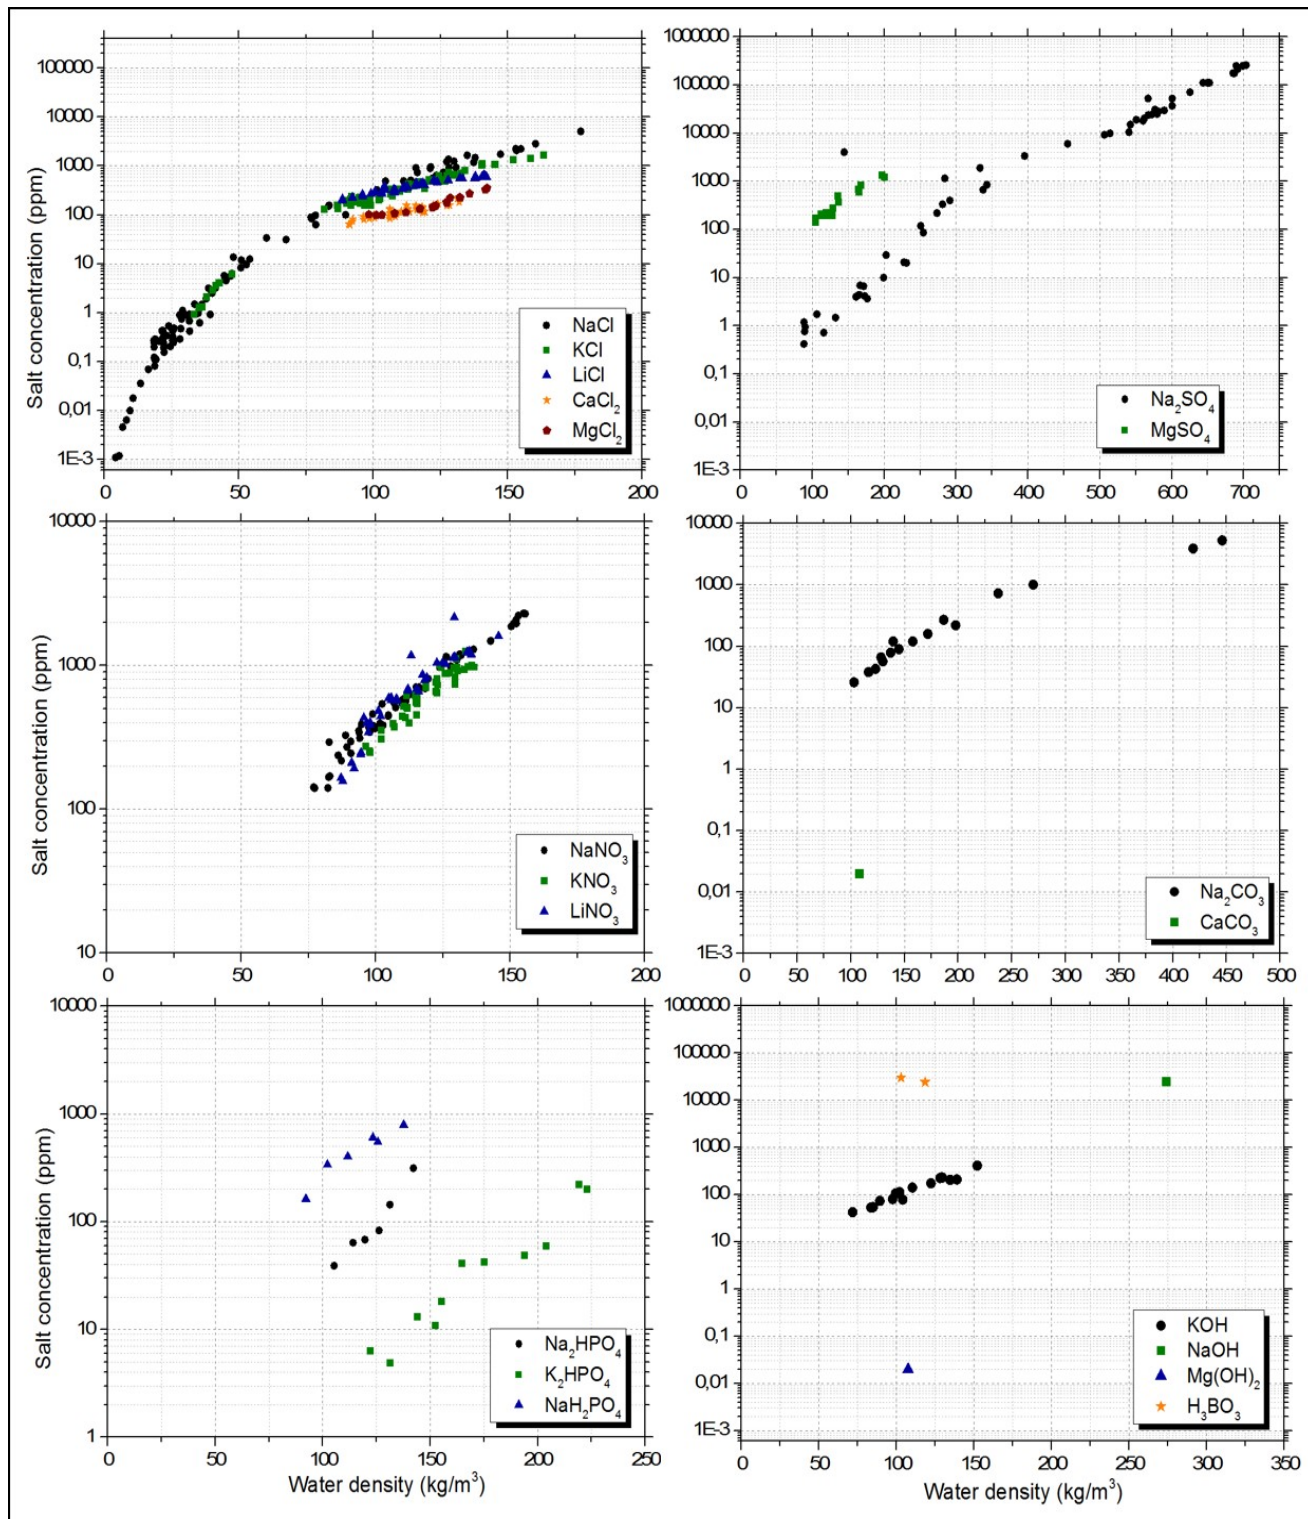 100000
10000
1000
100
10
1
0,1
0,01
1E-3
0 50 100 150 200
Salt concentration (ppm)
NaCl
KCl
LiCl
CaCl₂
MgCl₂
1000000
100000
10000
1000
100
10
1
0,1
0,01
1E-3
0 100 200 300 400 500 600 700
Na₂SO₄
MgSO₄
10000
1000
100
10
0 50 100 150 200
Salt concentration (ppm)
NaNO₃
KNO₃
LiNO₃
10000
1000
100
10
1
0,1
0,01
1E-3
0 50 100 150 200 250 300 350 400 450 500
Na₂CO₃
CaCO₃
10000
1000
100
10
1
0 50 100 150 200 250
Salt concentration (ppm)
Water density (kg/m³)
Na₂HPO₄
K₂HPO₄
NaH₂PO₄
1000000
100000
10000
1000
100
10
1
0,1
0,01
1E-3
0 50 100 150 200 250 300 350
Water density (kg/m³)
KOH
NaOH
Mg(OH)₂
H₃BO₃